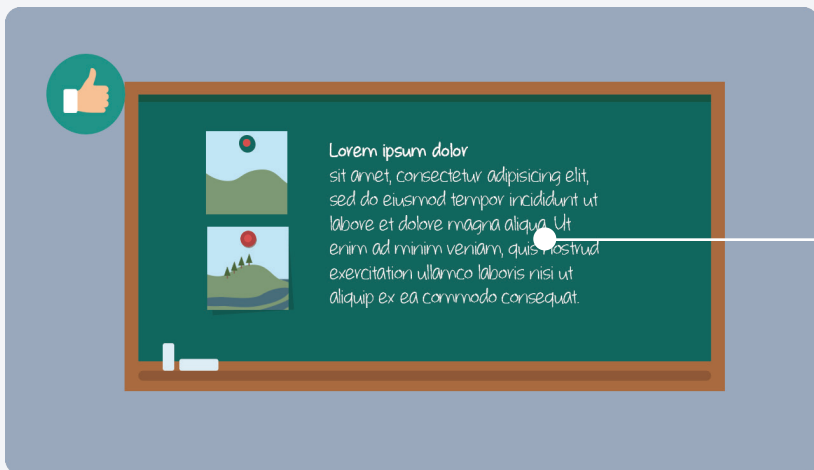 Lorem ipsum dolor
sit amet, consectetur adipisicing elit,
sed do eiusmod tempor incididunt ut
labore et dolore magna aliqua. Ut
enim ad minim veniam, quis nostrud
exercitation ullamco laboris nisi ut
aliquip ex ea commodo consequat.